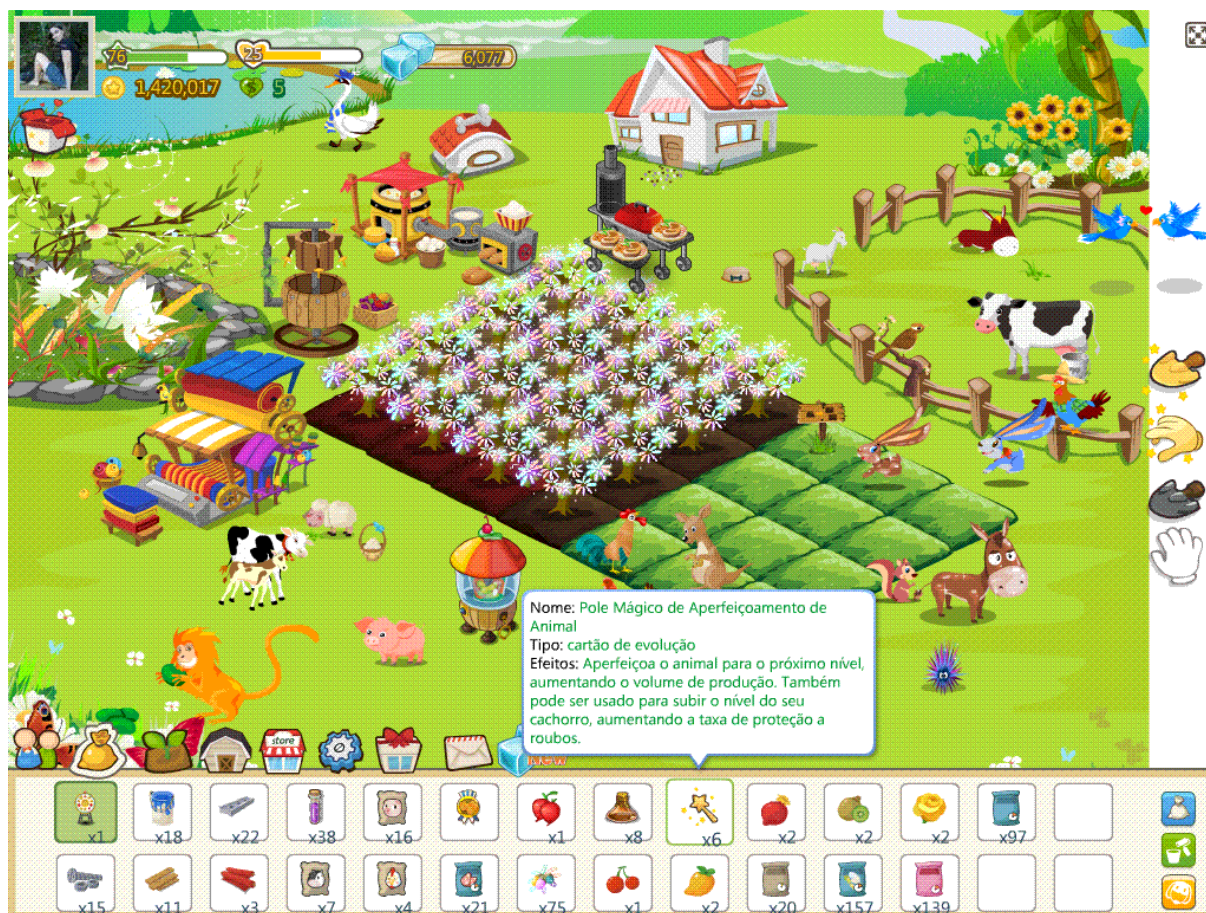 76
25
6,077
1,420,017
5
Nome: Pole Mágico de Aperfeiçoamento de
Animal
Tipo: cartão de evolução
Efeitos: Aperfeiçoa o animal para o próximo nível,
aumentando o volume de produção. Também
pode ser usado para subir o nível do seu
cachorro, aumentando a taxa de proteção a
roubos.
store
New
x1 x18 x22 x38 x16 x1 x8 x6 x2 x2 x2 x97
x15 x11 x3 x7 x4 x21 x75 x1 x2 x20 x157 x139